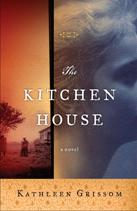 The
KITCHEN
HOUSE
a novel
KATHLEEN GRISSOM